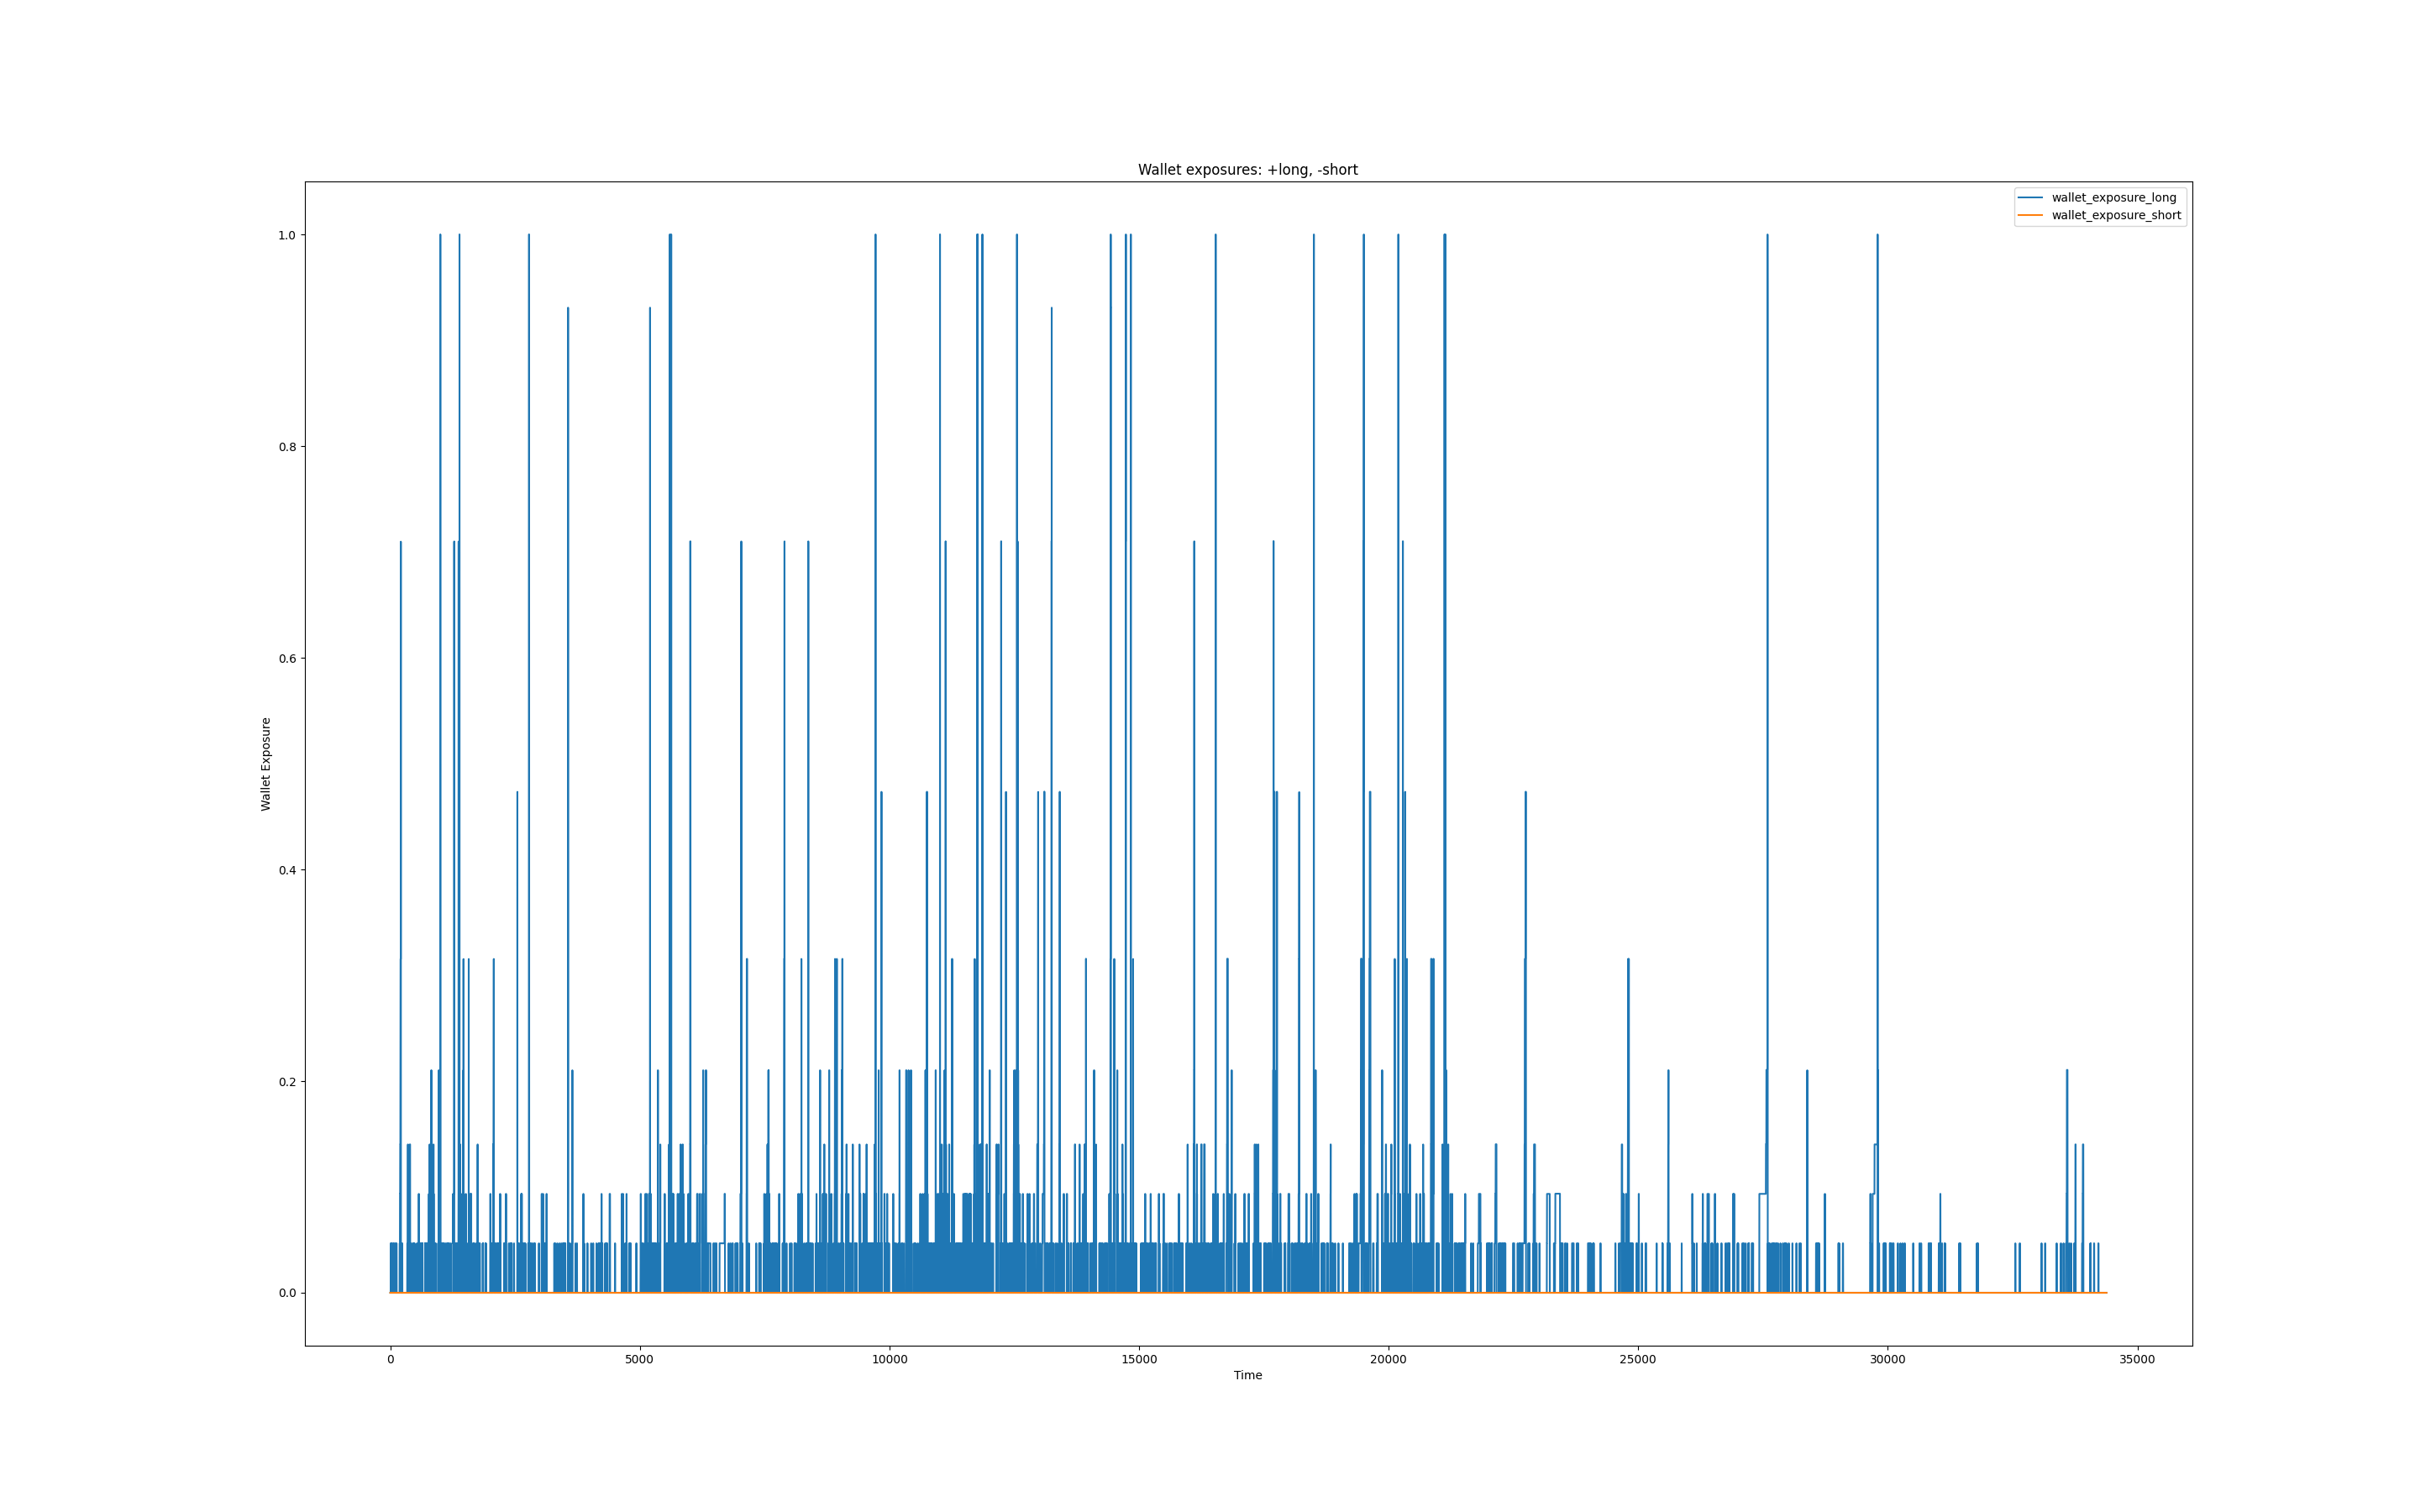 Wallet exposures: +long, -short
wallet_exposure_long
wallet_exposure_short
1.0
0.8
0.6
0.4
0.2
0.0
Wallet Exposure
0 5000 10000 15000 20000 25000 30000 35000
Time